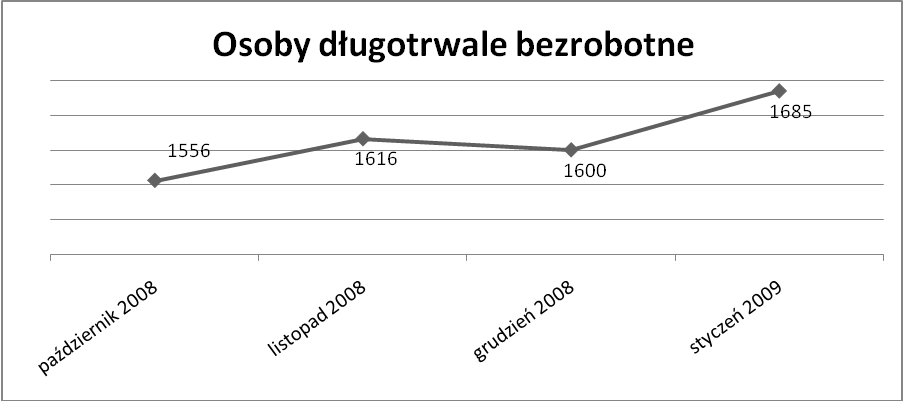 Osoby długotrwale bezrobotne
1556
1616
1600
1685
październik 2008
listopad 2008
grudzień 2008
styczeń 2009